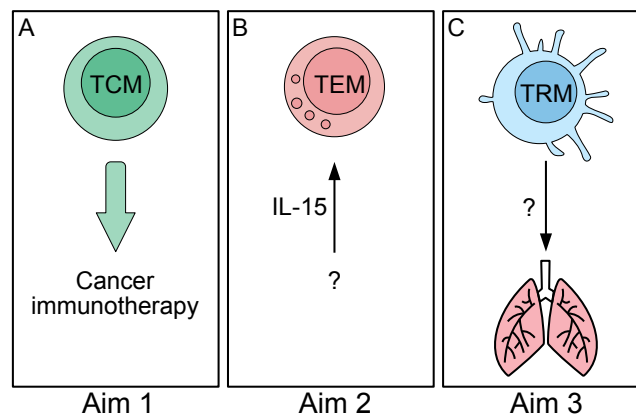 A
TCM
Cancer
immunotherapy
Aim 1
B
TEM
IL-15
?
Aim 2
C
TRM
?
Aim 3